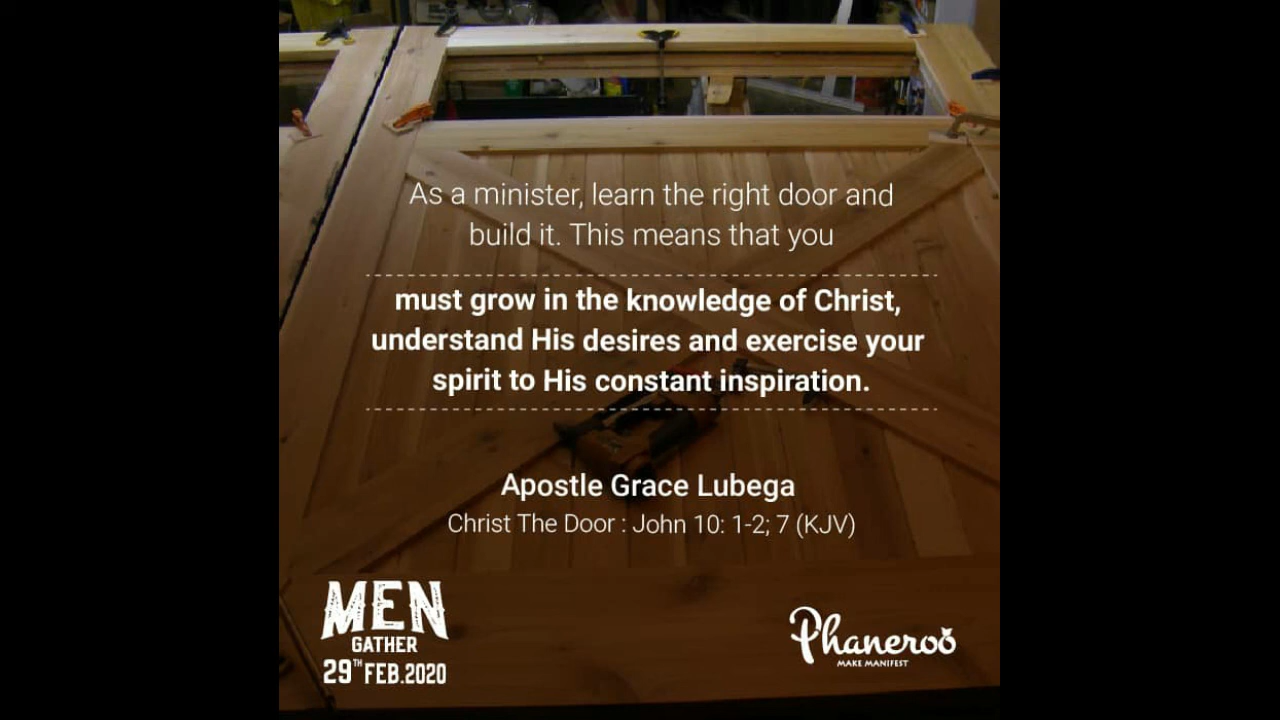 As a minister, learn the right door and
build it. This means that you
must grow in the knowledge of Christ,
understand His desires and exercise your
spirit to His constant inspiration.
Apostle Grace Lubega
Christ The Door : John 10: 1-2; 7 (KJV)
MEN
GATHER
29TH FEB.2020
Phaneroo
MAKE MANIFEST